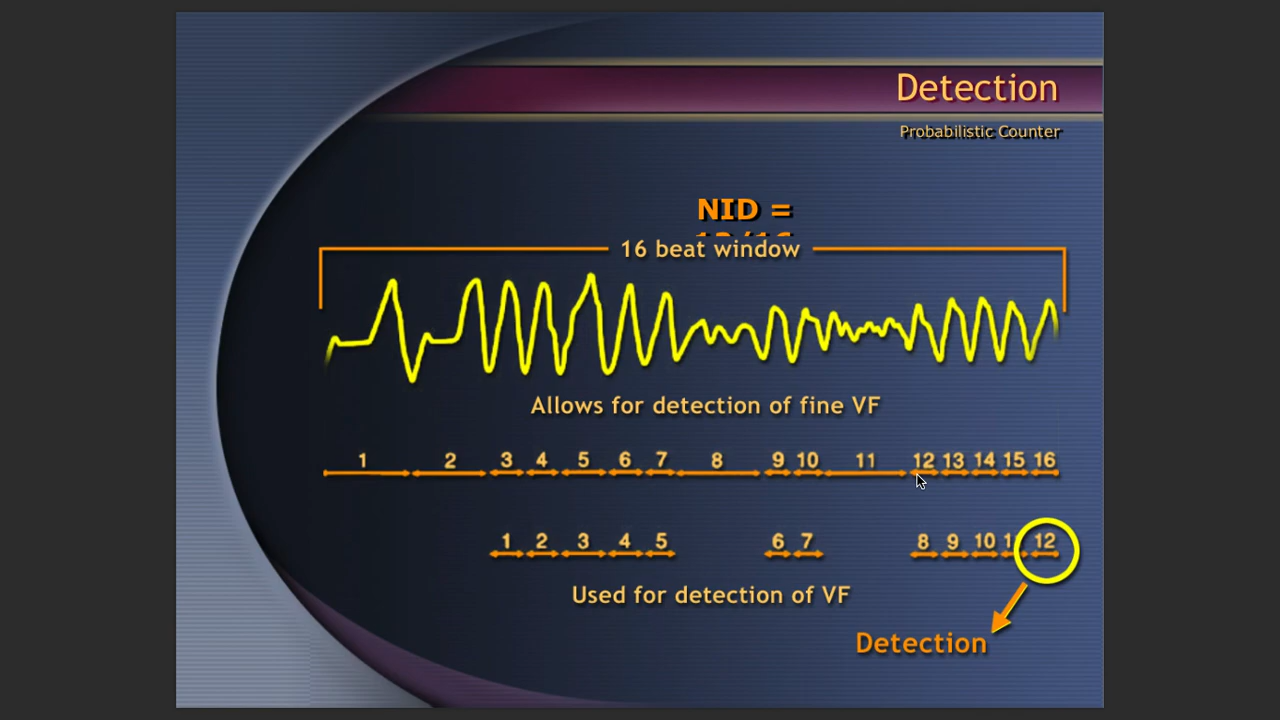 Detection
Probabilistic Counter
NID =
16 beat window
Allows for detection of fine VF
1 2 3 4 5 6 7 8 9 10 11 12 13 14 15 16
1 2 3 4 5 6 7 8 9 10 11 12
Used for detection of VF
Detection